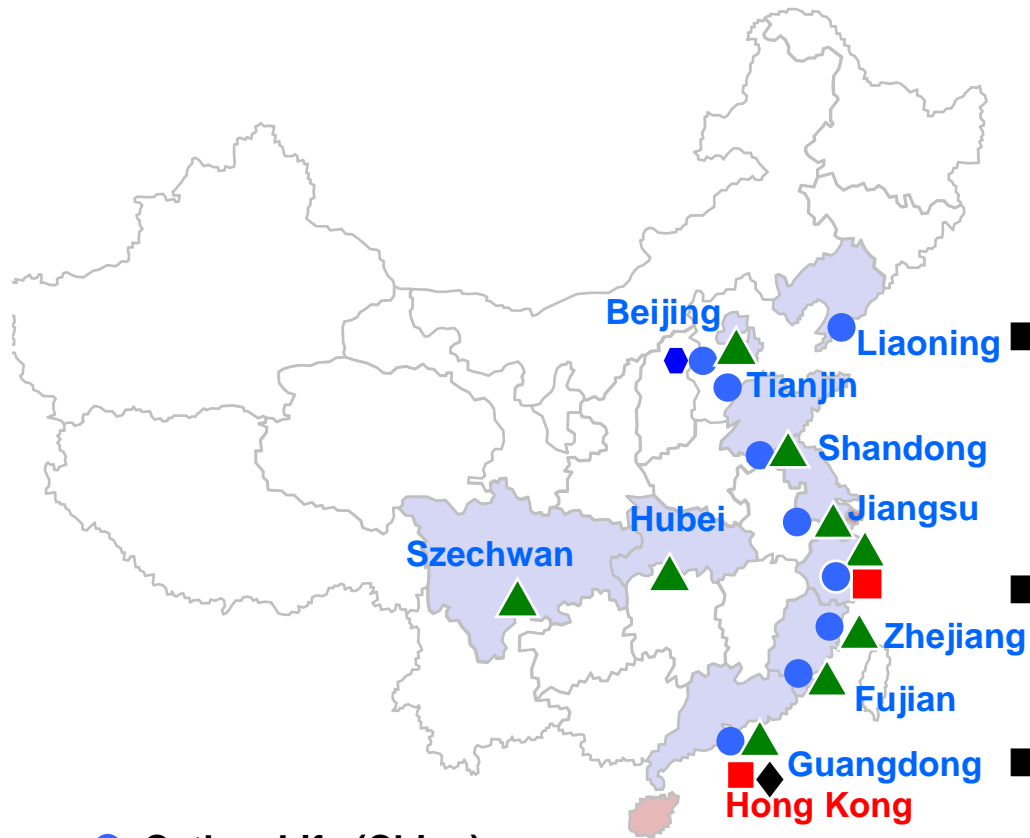 Beijing
Liaoning
Tianjin
Shandong
Jiangsu
Hubei
Szechwan
Zhejiang
Fujian
Guangdong
Hong Kong